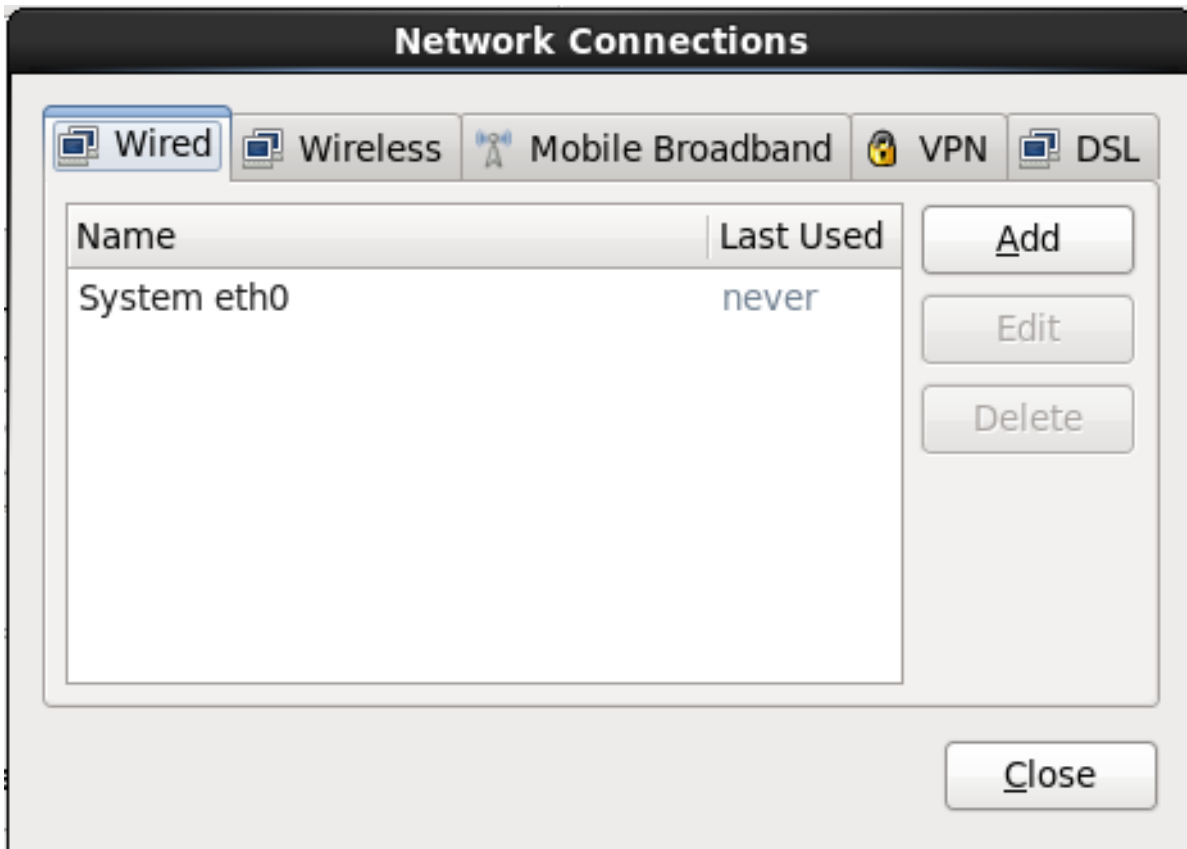 Network Connections
Wired Wireless Mobile Broadband VPN DSL
Name Last Used Add
System eth0 never Edit
Delete
Close